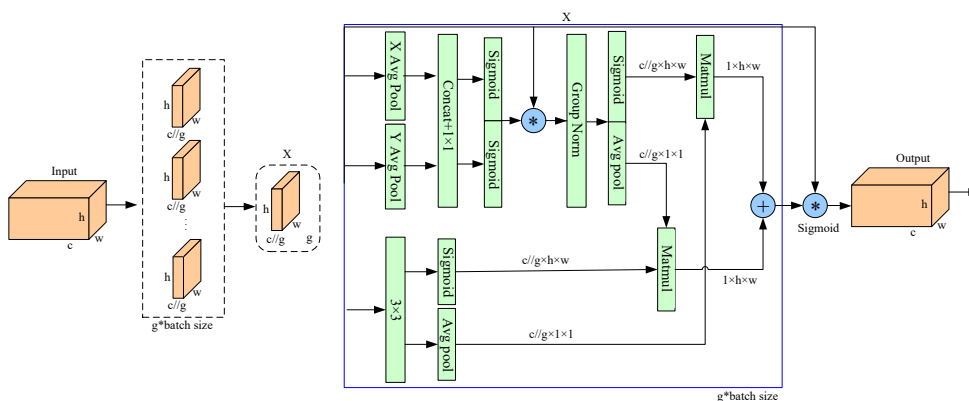 Input
h
w
c
h
w
c//g
h
w
c//g
⋮
h
w
c//g
g*batch size
X
h
w
c//g
g
X
X Avg Pool
Y Avg Pool
Concat+1×1
Sigmoid
Sigmoid
*
Group Norm
Sigmoid
Avg pool
c//g×h×w
c//g×1×1
Matmul
1×h×w
3×3
Sigmoid
Avg pool
c//g×h×w
c//g×1×1
Matmul
1×h×w
+
*
Sigmoid
g*batch size
Output
h
w
c